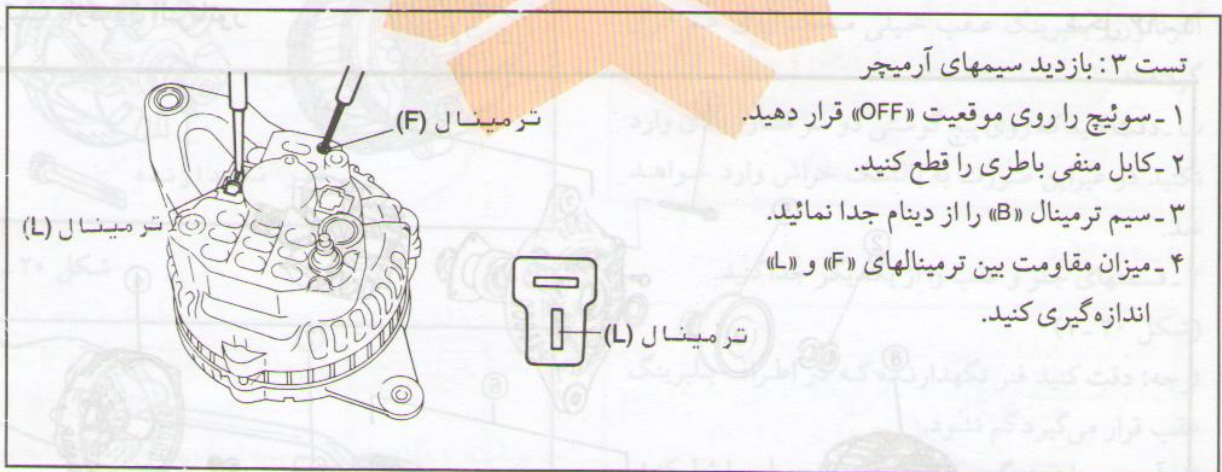 تست ۳ : بازدید سیمهای آرمیچر
۱ ـ سوئیچ را روی موقعیت «OFF» قرار دهید.
۲ ـ کابل منفی باطری را قطع کنید.
۳ ـ سیم ترمینال «B» را از دینام جدا نمائید.
۴ ـ میزان مقاومت بین ترمینالهای «F» و «L»
اندازه‌گیری کنید.
ترمینال (F)
ترمینال (L)
ترمینال (L)